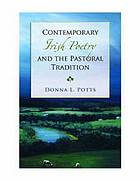 CONTEMPORARY
Irish Poetry
AND THE PASTORAL
TRADITION
DONNA L. POTTS